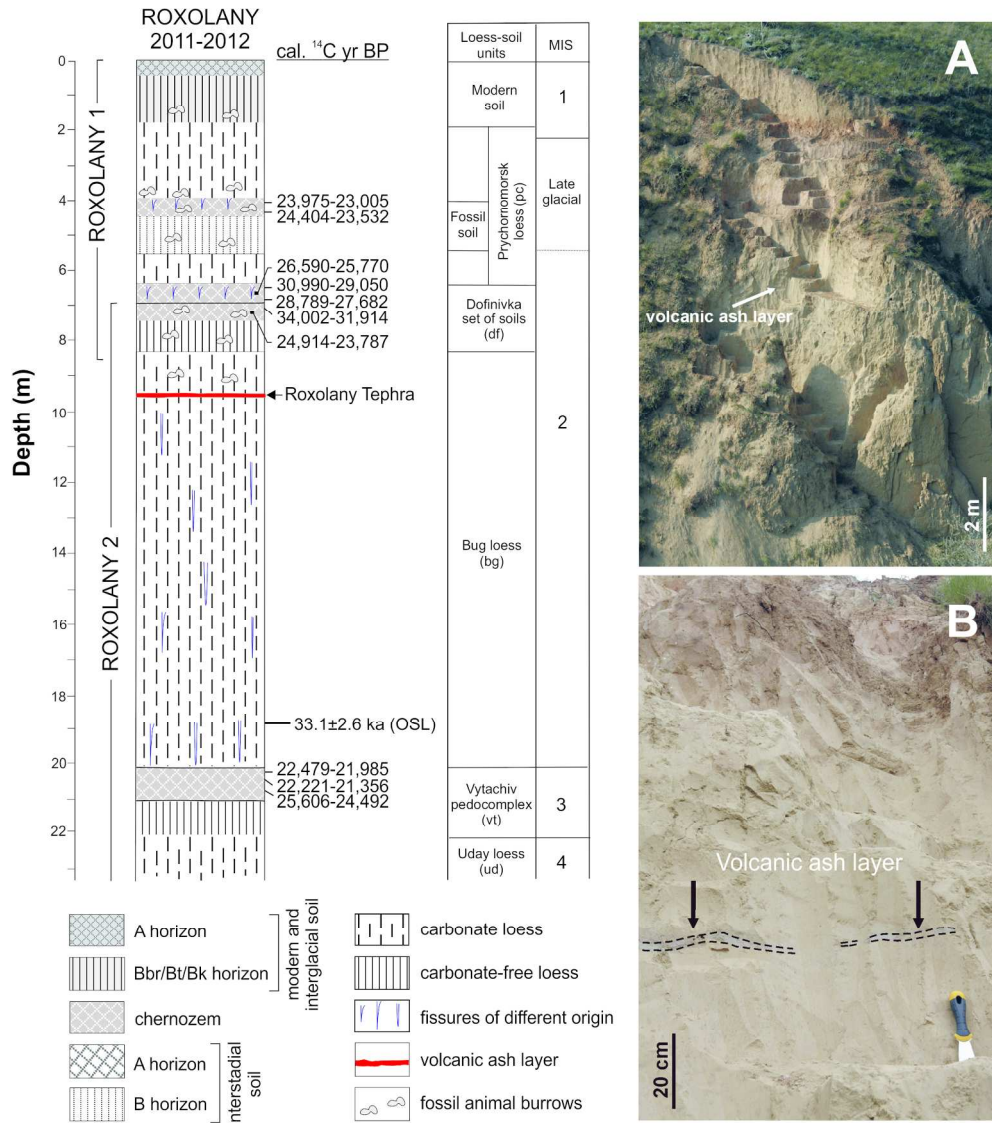 ROXOLANY
2011-2012
cal. ¹⁴C yr BP
0
2
4
6
8
10
12
14
16
18
20
22
Depth (m)
ROXOLANY 1
ROXOLANY 2
23,975-23,005
24,404-23,532
26,590-25,770
30,990-29,050
28,789-27,682
34,002-31,914
24,914-23,787
Roxolany Tephra
33.1±2.6 ka (OSL)
22,479-21,985
22,221-21,356
25,606-24,492
Loess-soil
units
MIS
Modern
soil
1
Prychornomorsk
loess (pc)
Late
glacial
Fossil
soil
Dofinivka
set of soils
(df)
2
Bug loess
(bg)
Vytachiv
pedocomplex
(vt)
3
Uday loess
(ud)
4
A horizon
Bbr/Bt/Bk horizon
modern and
interglacial soil
chernozem
A horizon
B horizon
interstadial
soil
carbonate loess
carbonate-free loess
fissures of different origin
volcanic ash layer
fossil animal burrows
A
volcanic ash layer
2 m
B
Volcanic ash layer
20 cm